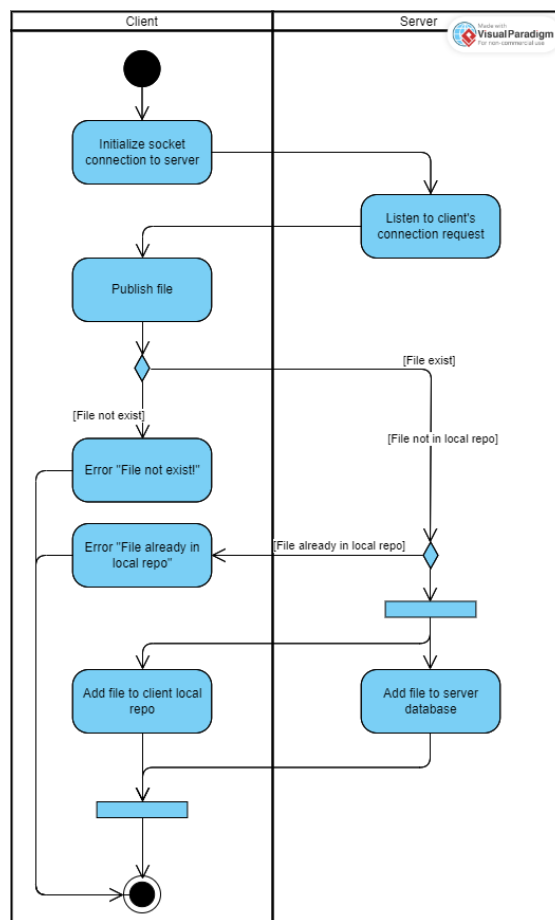 Client
Server
Made with
VisualParadigm
For non-commercial use
Initialize socket
connection to server
Listen to client's
connection request
Publish file
[File exist]
[File not exist]
[File not in local repo]
Error "File not exist!"
Error "File already in
local repo"
[File already in local repo]
Add file to client local
repo
Add file to server
database